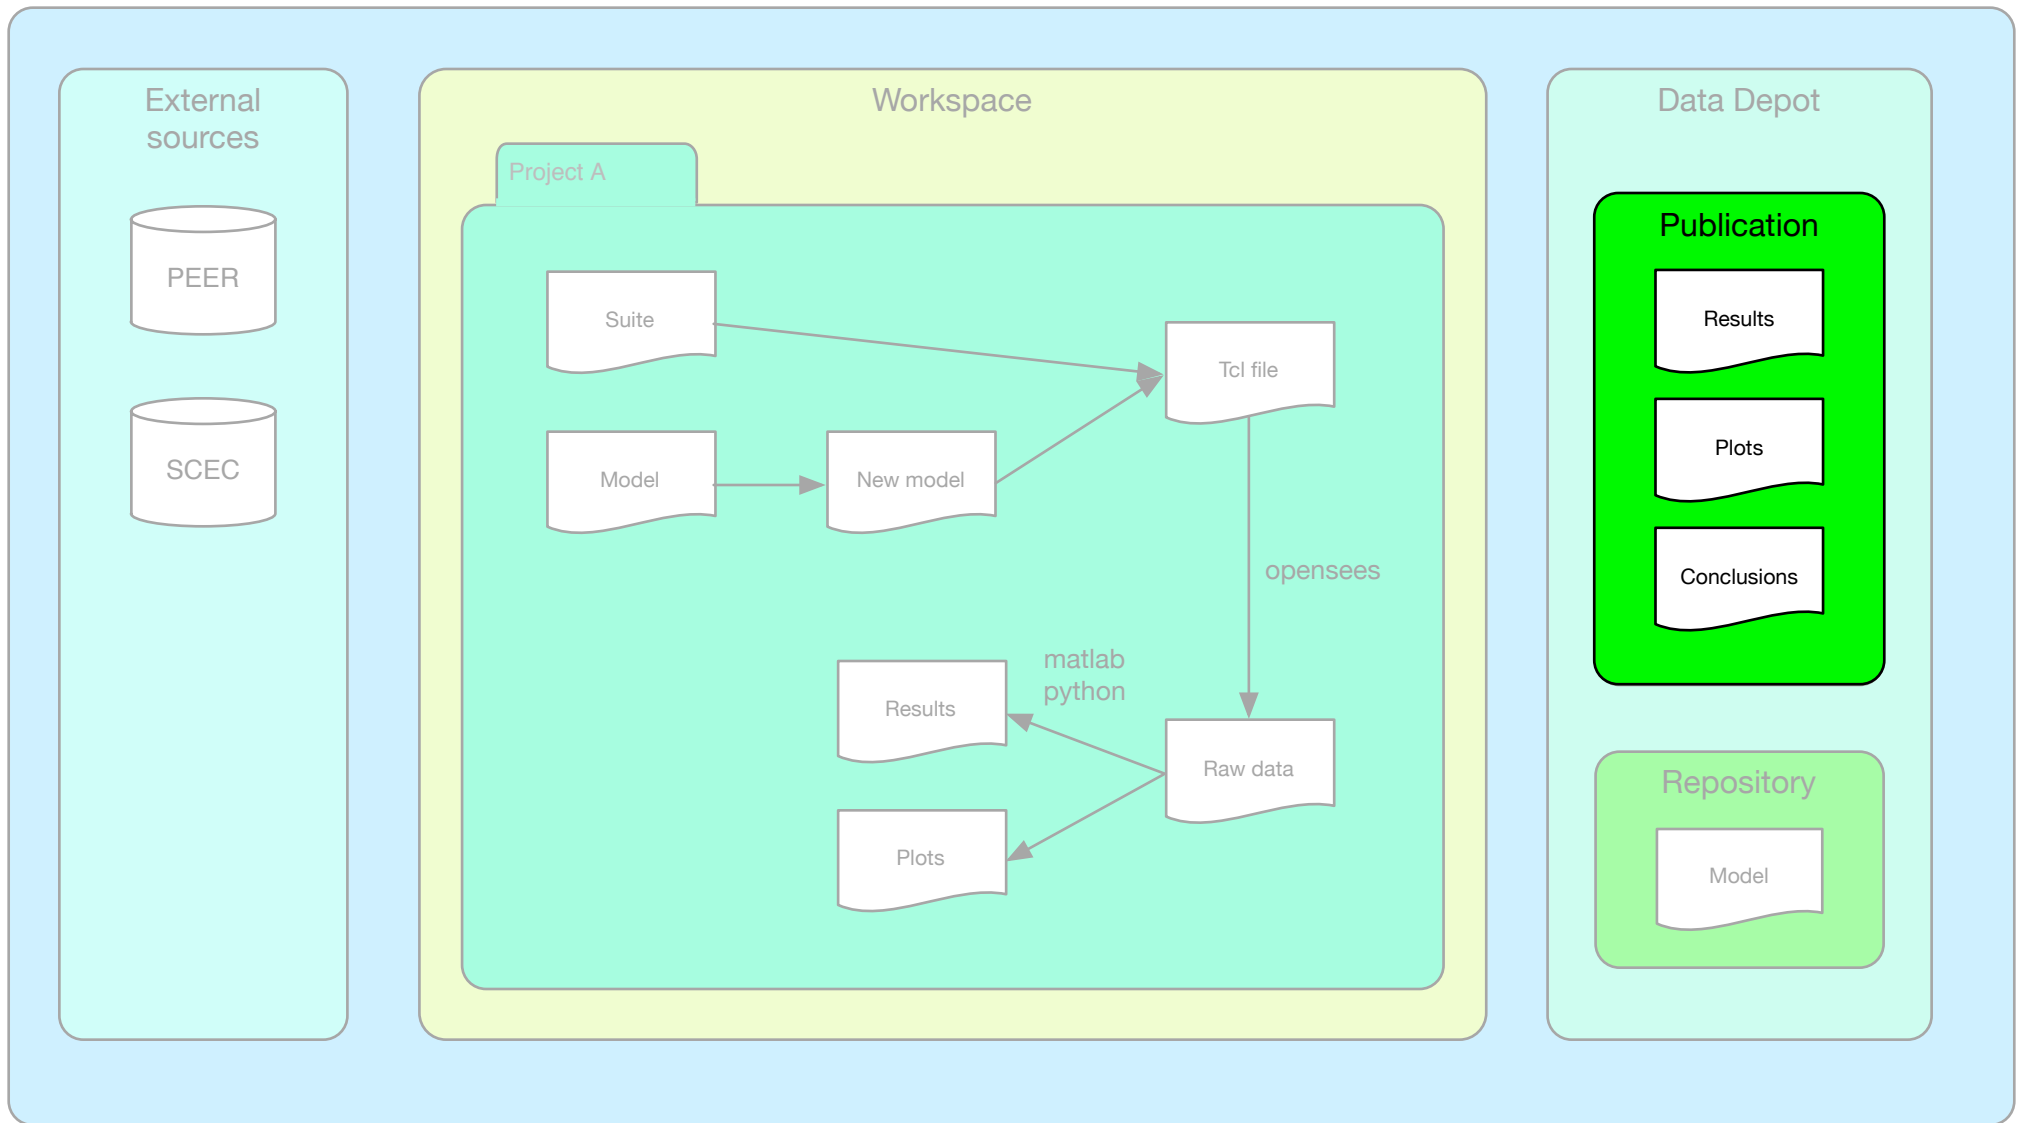 External
sources
PEER
SCEC
Workspace
Project A
Suite
Tcl file
Model
New model
opensees
matlab
python
Results
Raw data
Plots
Data Depot
Publication
Results
Plots
Conclusions
Repository
Model